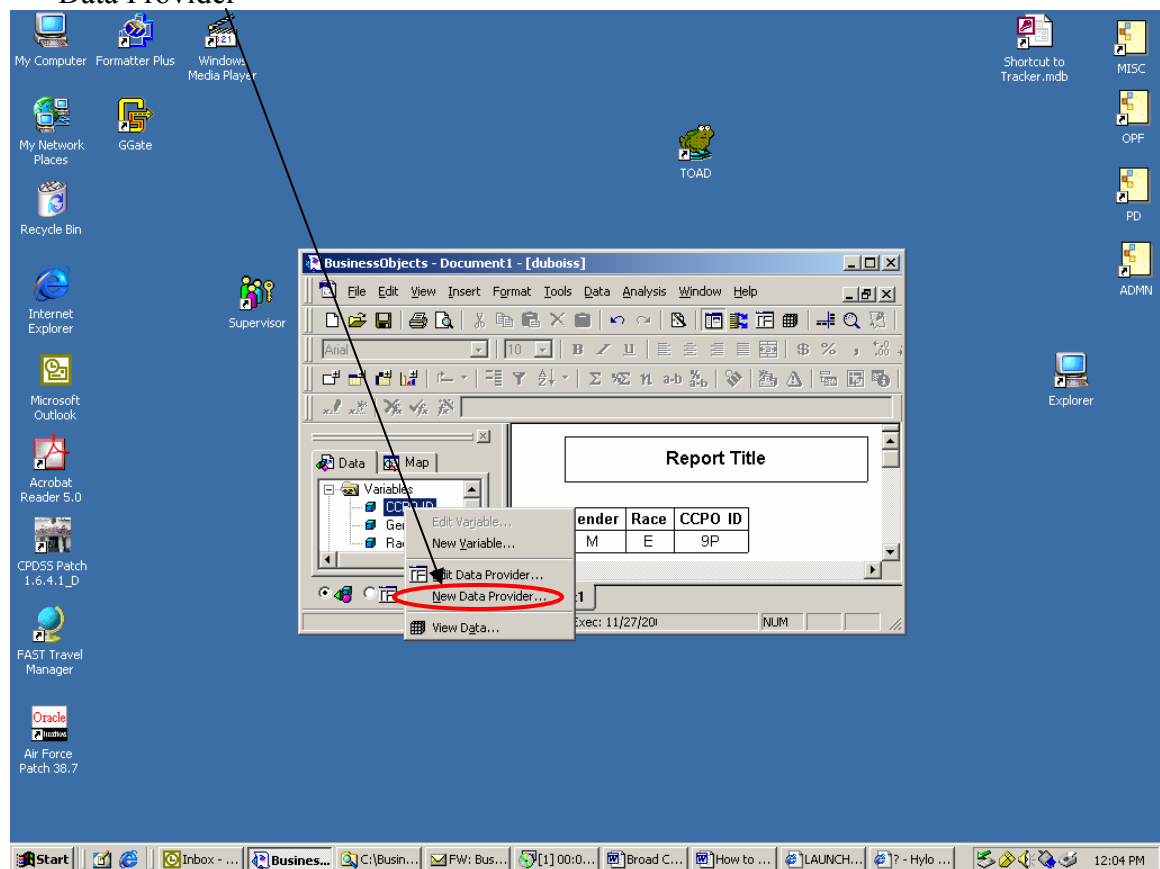 Data Provider
My Computer
Formatter Plus
Windows
Media Player
Shortcut to
Tracker.mdb
MISC
My Network
Places
GGate
OPF
TOAD
Recycle Bin
PD
Internet
Explorer
Supervisor
ADMN
BusinessObjects - Document1 - [duboiss]
File Edit View Insert Format Tools Data Analysis Window Help
Arial 10 B I U $ % ,
Microsoft
Outlook
Explorer
Data Map
Report Title
Acrobat
Reader 5.0
Variables
CCPO ID
Edit Variable...
New Variable...
Edit Data Provider...
New Data Provider...
View Data...
ender Race CCPO ID
M E 9P
Exec: 11/27/20 NUM
CPDSS Patch
1.6.4.1_D
FAST Travel
Manager
Oracle
Air Force
Patch 38.7
Start Inbox - ... Busines... C:\Busin... FW: Bus... [1] 00:0... Broad C... How to ... LAUNCH... ? - Hylo ... 12:04 PM